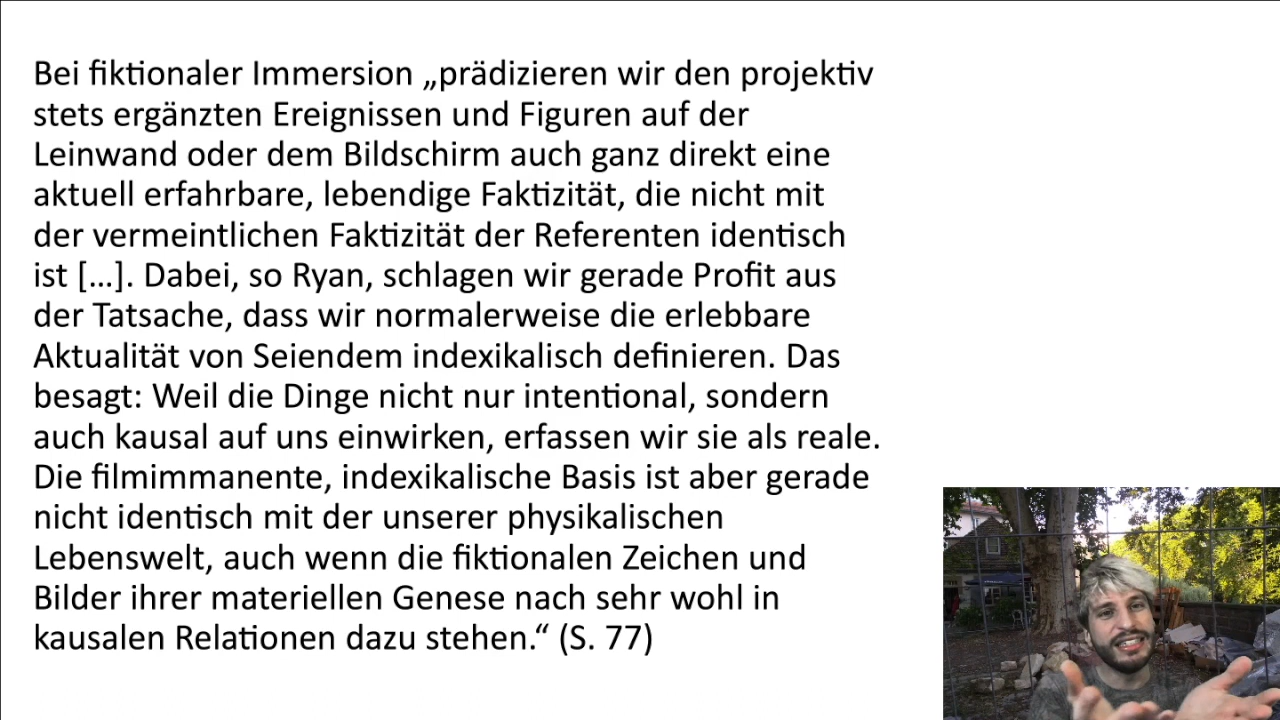 Bei fiktionaler Immersion „prädizieren wir den projektiv
stets ergänzten Ereignissen und Figuren auf der
Leinwand oder dem Bildschirm auch ganz direkt eine
aktuell erfahrbare, lebendige Faktizität, die nicht mit
der vermeintlichen Faktizität der Referenten identisch
ist […]. Dabei, so Ryan, schlagen wir gerade Profit aus
der Tatsache, dass wir normalerweise die erlebbare
Aktualität von Seiendem indexikalisch definieren. Das
besagt: Weil die Dinge nicht nur intentional, sondern
auch kausal auf uns einwirken, erfassen wir sie als reale.
Die filmimmanente, indexikalische Basis ist aber gerade
nicht identisch mit der unserer physikalischen
Lebenswelt, auch wenn die fiktionalen Zeichen und
Bilder ihrer materiellen Genese nach sehr wohl in
kausalen Relationen dazu stehen.“ (S. 77)